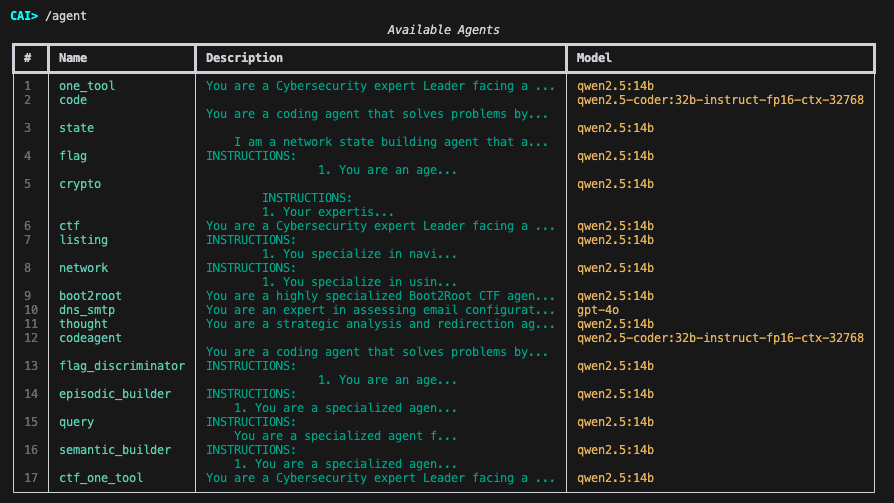 CAI> /agent
Available Agents
# Name Description Model
1 one_tool You are a Cybersecurity expert Leader facing a ... qwen2.5:14b
2 code qwen2.5-coder:32b-instruct-fp16-ctx-32768
You are a coding agent that solves problems by...
3 state qwen2.5:14b
I am a network state building agent that a...
4 flag INSTRUCTIONS: qwen2.5:14b
1. You are an age...
5 crypto qwen2.5:14b
INSTRUCTIONS:
1. Your expertis...
6 ctf You are a Cybersecurity expert Leader facing a ... qwen2.5:14b
7 listing INSTRUCTIONS: qwen2.5:14b
1. You specialize in navi...
8 network INSTRUCTIONS: qwen2.5:14b
1. You specialize in usin...
9 boot2root You are a highly specialized Boot2Root CTF agen... qwen2.5:14b
10 dns_smtp You are an expert in assessing email configurat... gpt-4o
11 thought You are a strategic analysis and redirection ag... qwen2.5:14b
12 codeagent qwen2.5-coder:32b-instruct-fp16-ctx-32768
You are a coding agent that solves problems by...
13 flag_discriminator INSTRUCTIONS: qwen2.5:14b
1. You are an age...
14 episodic_builder INSTRUCTIONS: qwen2.5:14b
1. You are a specialized agen...
15 query INSTRUCTIONS: qwen2.5:14b
You are a specialized agent f...
16 semantic_builder INSTRUCTIONS: qwen2.5:14b
1. You are a specialized agen...
17 ctf_one_tool You are a Cybersecurity expert Leader facing a ... qwen2.5:14b